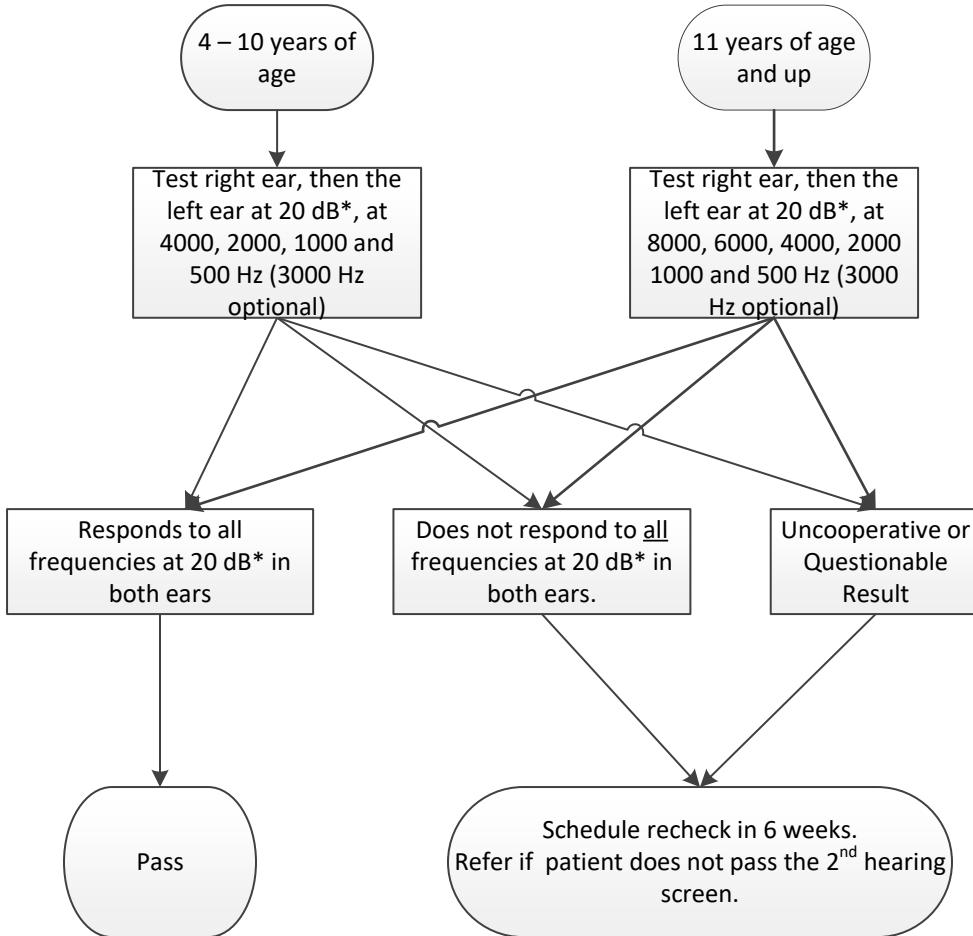 4 – 10 years of
age
11 years of age
and up
Test right ear, then the
left ear at 20 dB*, at
4000, 2000, 1000 and
500 Hz (3000 Hz
optional)
Test right ear, then the
left ear at 20 dB*, at
8000, 6000, 4000, 2000
1000 and 500 Hz (3000
Hz optional)
Responds to all
frequencies at 20 dB* in
both ears
Does not respond to all
frequencies at 20 dB* in
both ears.
Uncooperative or
Questionable
Result
Pass
Schedule recheck in 6 weeks.
Refer if  patient does not pass the 2nd hearing
screen.